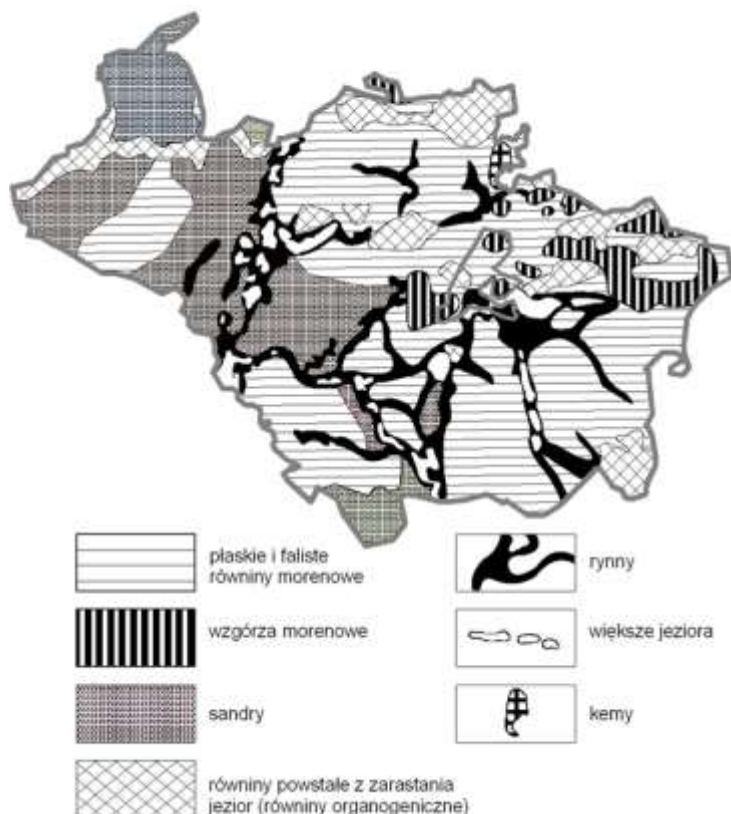 płaskie i faliste
równiny morenowe
wzgórza morenowe
sandry
równiny powstałe z zarastania
jezior (równiny organogeniczne)
rynny
większe jeziora
kemy